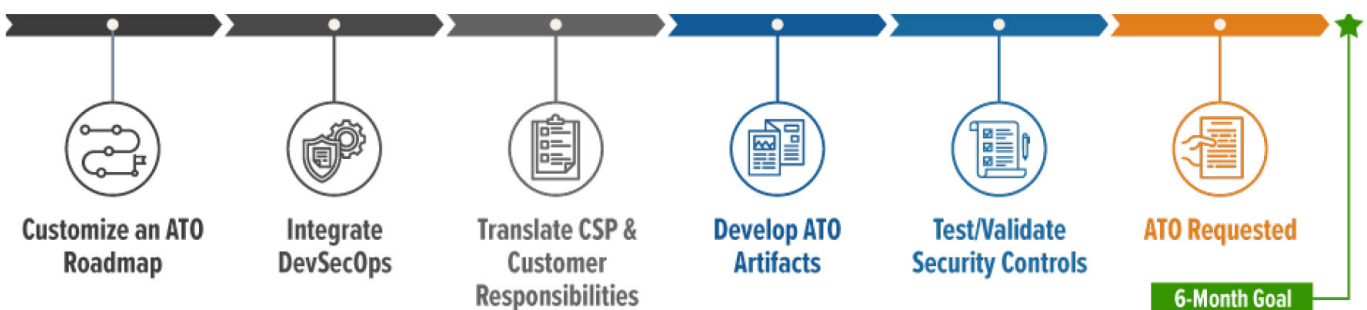 Customize an ATO
Roadmap
Integrate
DevSecOps
Translate CSP &
Customer
Responsibilities
Develop ATO
Artifacts
Test/Validate
Security Controls
ATO Requested
6-Month Goal